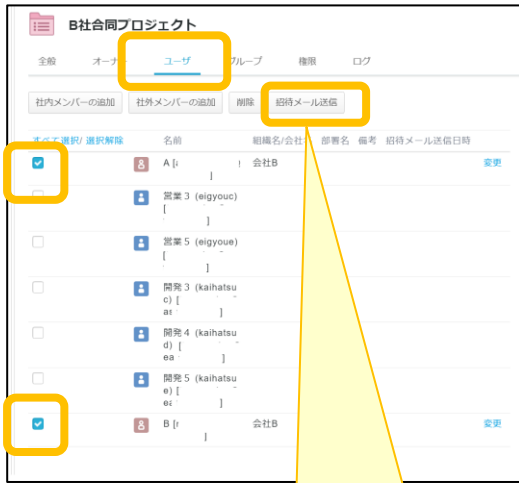 B社合同プロジェクト
全般 オーナー ユーザ グループ 権限 ログ
社内メンバーの追加 社外メンバーの追加 削除 招待メール送信
すべて選択/ 選択解除 名前 組織名/会社 部署名 備考 招待メール送信日時
A [ ] 会社B 変更
営業３ (eigyouc)
[
]
営業５ (eigyoue)
[
]
開発３ (kaihatsu
c) [
]
開発４ (kaihatsu
d) [
]
開発５ (kaihatsu
e) [
]
B [ 会社B 変更
]